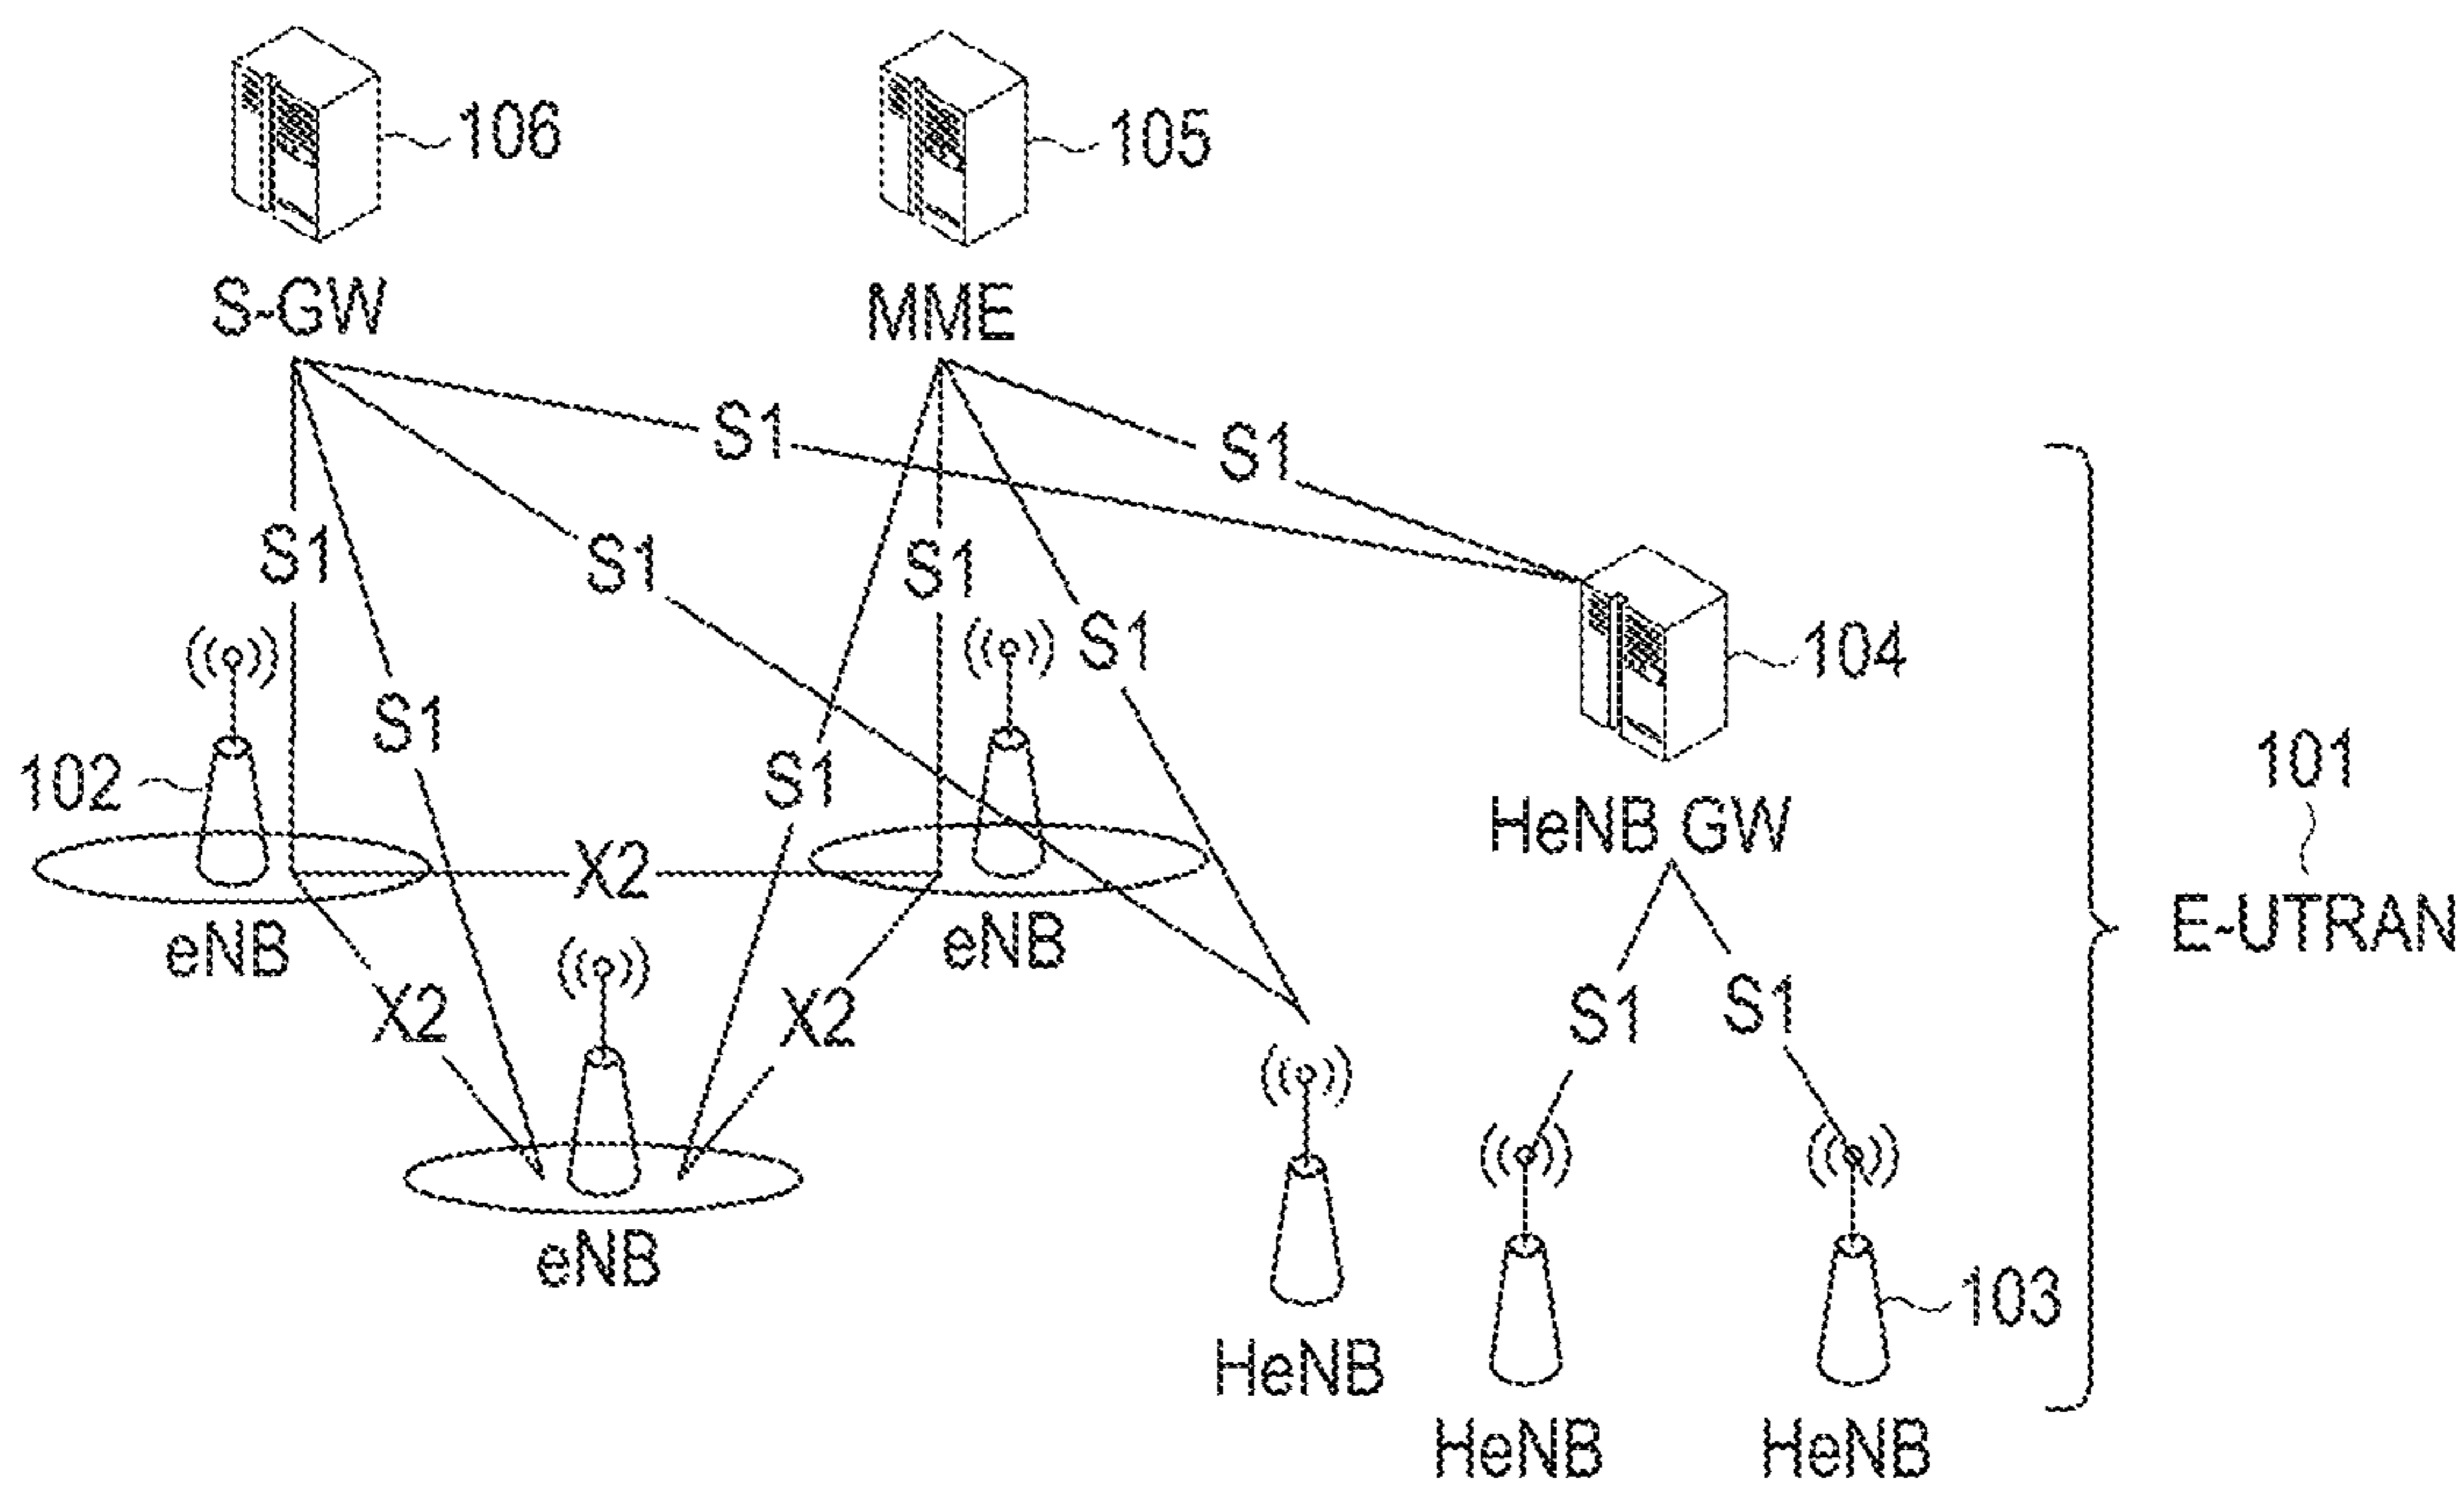 106
105
S-GW
MME
S1
S1
S1
S1
S1
S1
104
S1
101
102
S1
HeNB GW
X2
E-UTRAN
eNB
eNB
X2
X2
S1
S1
eNB
103
HeNB
HeNB
HeNB